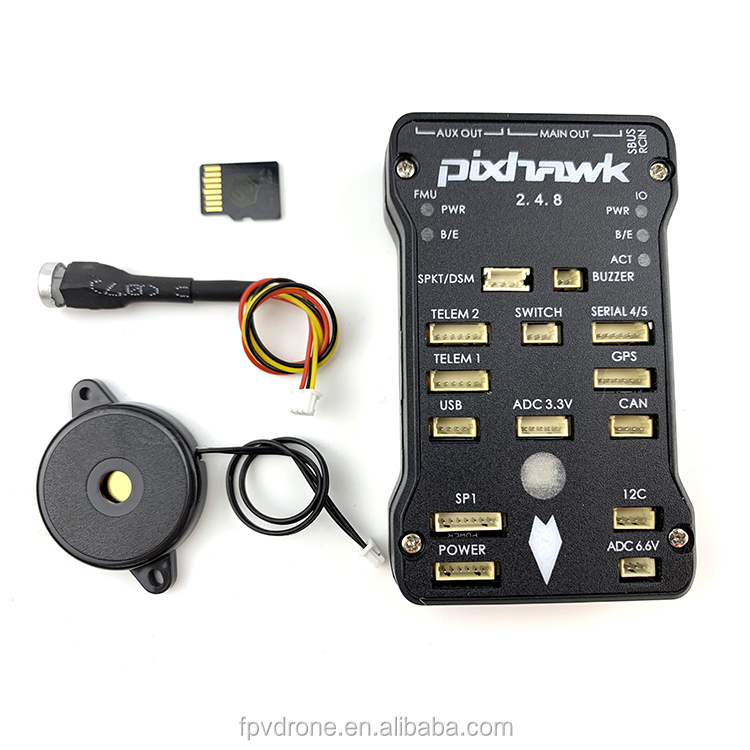 AUX OUT MAIN OUT SBUS
RCIN
pixhawk
2.4.8
FMU IO
PWR PWR
B/E B/E
ACT
SPKT/DSM BUZZER
TELEM 2 SWITCH SERIAL 4/5
TELEM 1 GPS
USB ADC 3.3V CAN
SP1 12C
POWER
POWER ADC 6.6V
fpvdrone.en.alibaba.com